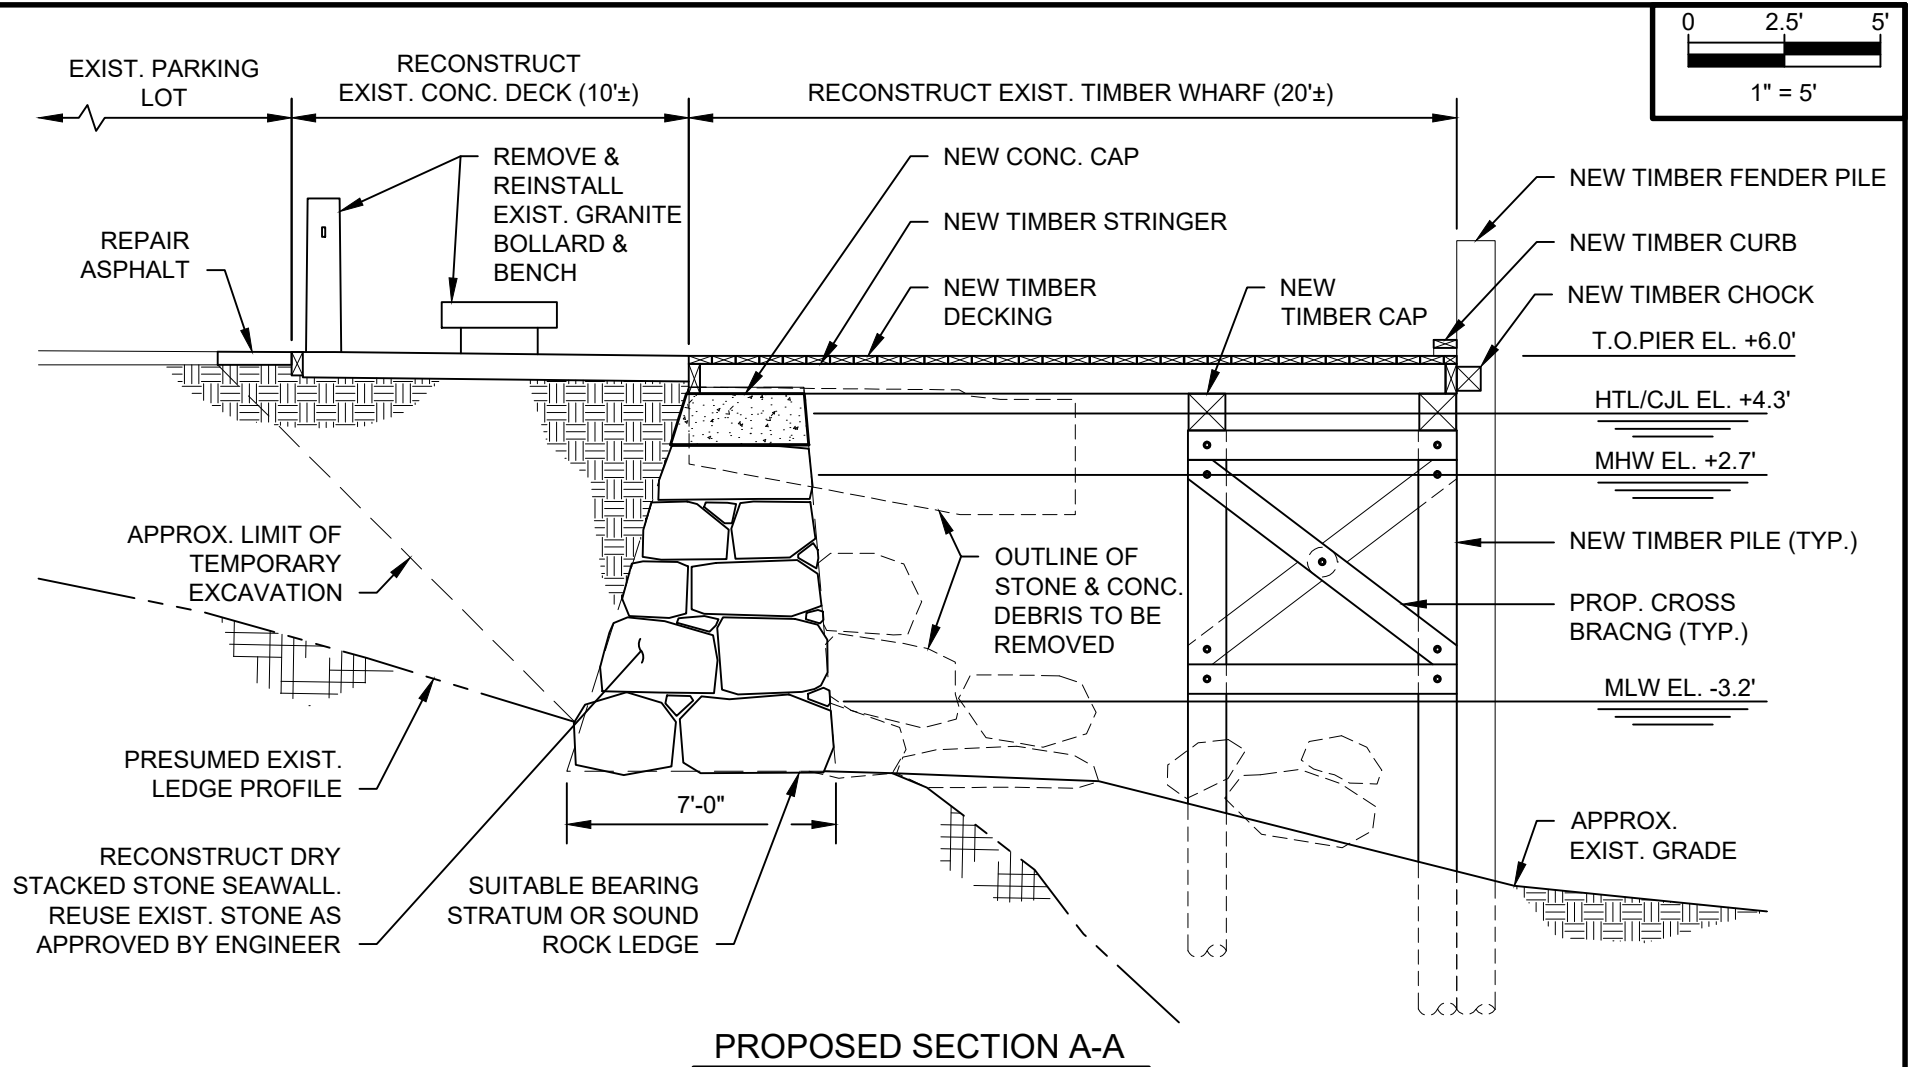 0 2.5' 5'
1" = 5'
EXIST. PARKING
LOT
RECONSTRUCT
EXIST. CONC. DECK (10'±)
RECONSTRUCT EXIST. TIMBER WHARF (20'±)
REMOVE &
REINSTALL
EXIST. GRANITE
BOLLARD &
BENCH
NEW CONC. CAP
NEW TIMBER STRINGER
NEW TIMBER
DECKING
NEW
TIMBER CAP
NEW TIMBER FENDER PILE
NEW TIMBER CURB
NEW TIMBER CHOCK
T.O.PIER EL. +6.0'
HTL/CJL EL. +4.3'
MHW EL. +2.7'
REPAIR
ASPHALT
APPROX. LIMIT OF
TEMPORARY
EXCAVATION
OUTLINE OF
STONE & CONC.
DEBRIS TO BE
REMOVED
NEW TIMBER PILE (TYP.)
PROP. CROSS
BRACNG (TYP.)
MLW EL. -3.2'
PRESUMED EXIST.
LEDGE PROFILE
7'-0"
RECONSTRUCT DRY
STACKED STONE SEAWALL.
REUSE EXIST. STONE AS
APPROVED BY ENGINEER
SUITABLE BEARING
STRATUM OR SOUND
ROCK LEDGE
APPROX.
EXIST. GRADE
PROPOSED SECTION A-A